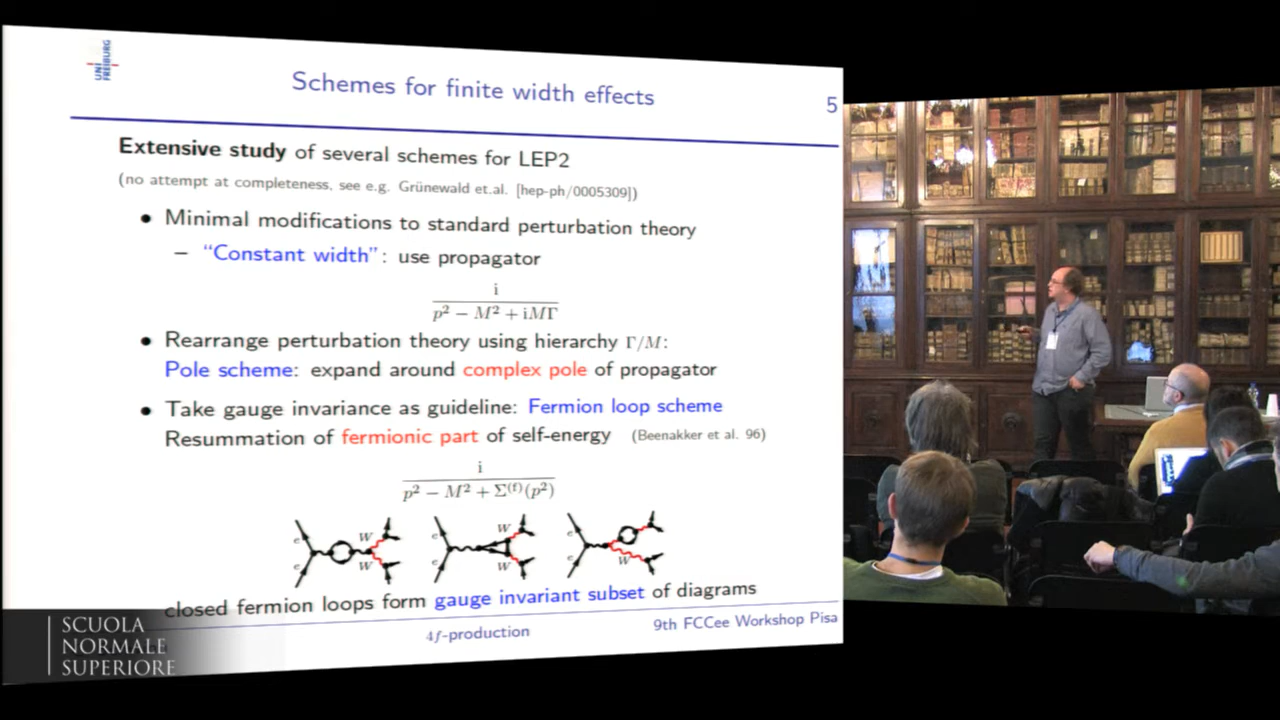 UNI
FREIBURG
Schemes for finite width effects
5
Extensive study of several schemes for LEP2
(no attempt at completeness, see e.g. Grünewald et.al. [hep-ph/0005309])
• Minimal modifications to standard perturbation theory
– “Constant width”: use propagator
i
p² − M² + iMΓ
• Rearrange perturbation theory using hierarchy Γ/M:
Pole scheme: expand around complex pole of propagator
• Take gauge invariance as guideline: Fermion loop scheme
Resummation of fermionic part of self-energy (Beenakker et al. 96)
i
p² − M² + Σ⁽ᶠ⁾(p²)
e W e W
e W e W
e e W
closed fermion loops form gauge invariant subset of diagrams
4f-production
9th FCCee Workshop Pisa
SCUOLA
NORMALE
SUPERIORE